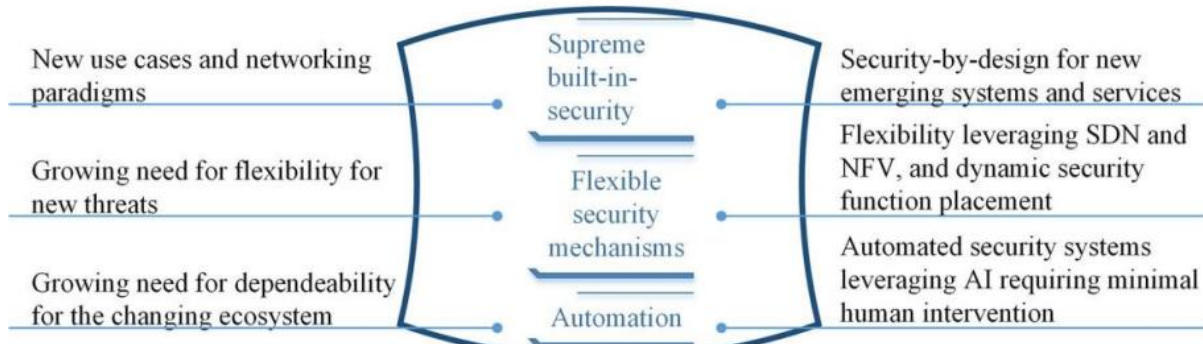 New use cases and networking
paradigms
Supreme
built-in-
security
Security-by-design for new
emerging systems and services
Growing need for flexibility for
new threats
Flexible
security
mechanisms
Flexibility leveraging SDN and
NFV, and dynamic security
function placement
Growing need for dependeability
for the changing ecosystem
Automation
Automated security systems
leveraging AI requiring minimal
human intervention